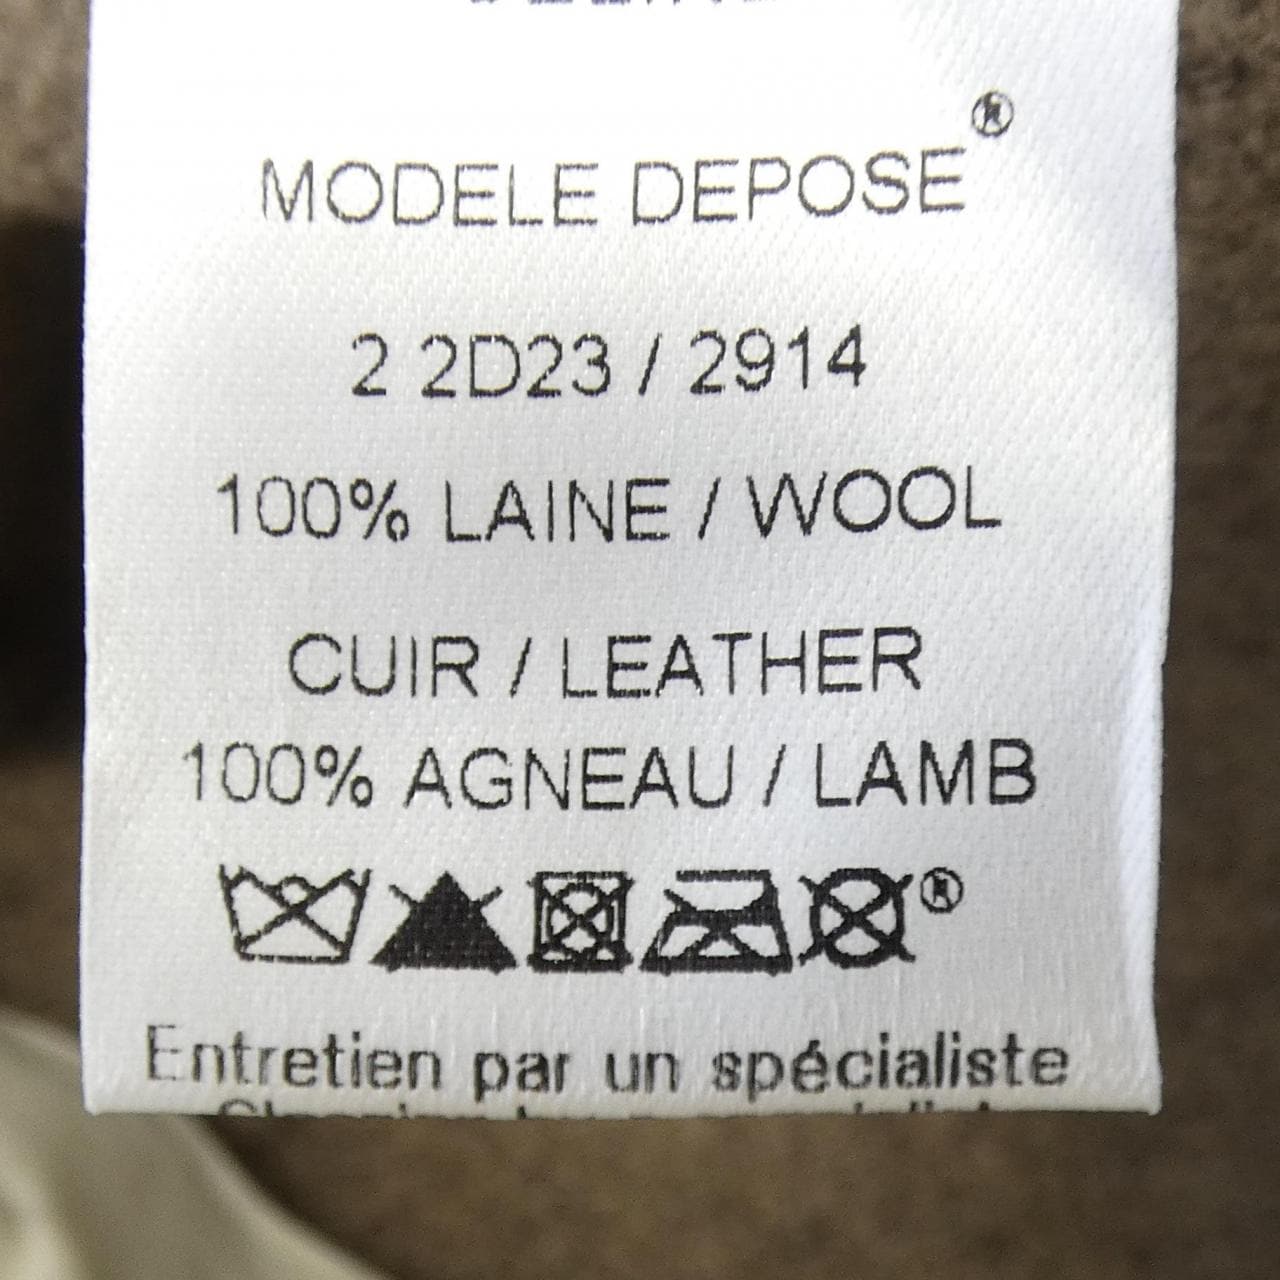 MODELE DEPOSE®
2 2D23 / 2914
100% LAINE / WOOL
CUIR / LEATHER
100% AGNEAU / LAMB
®
Entretien par un spécialiste